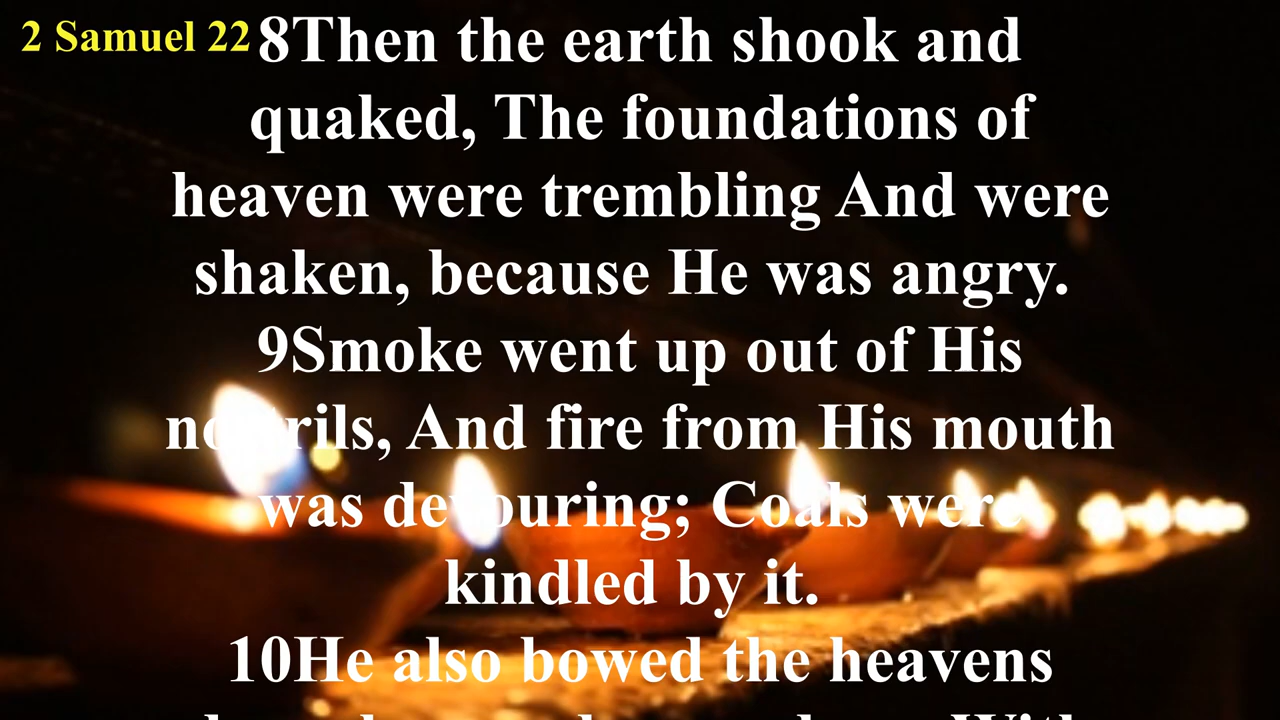 2 Samuel 22
8Then the earth shook and
quaked, The foundations of
heaven were trembling And were
shaken, because He was angry.
9Smoke went up out of His
nostrils, And fire from His mouth
was devouring; Coals were
kindled by it.
10He also bowed the heavens
With